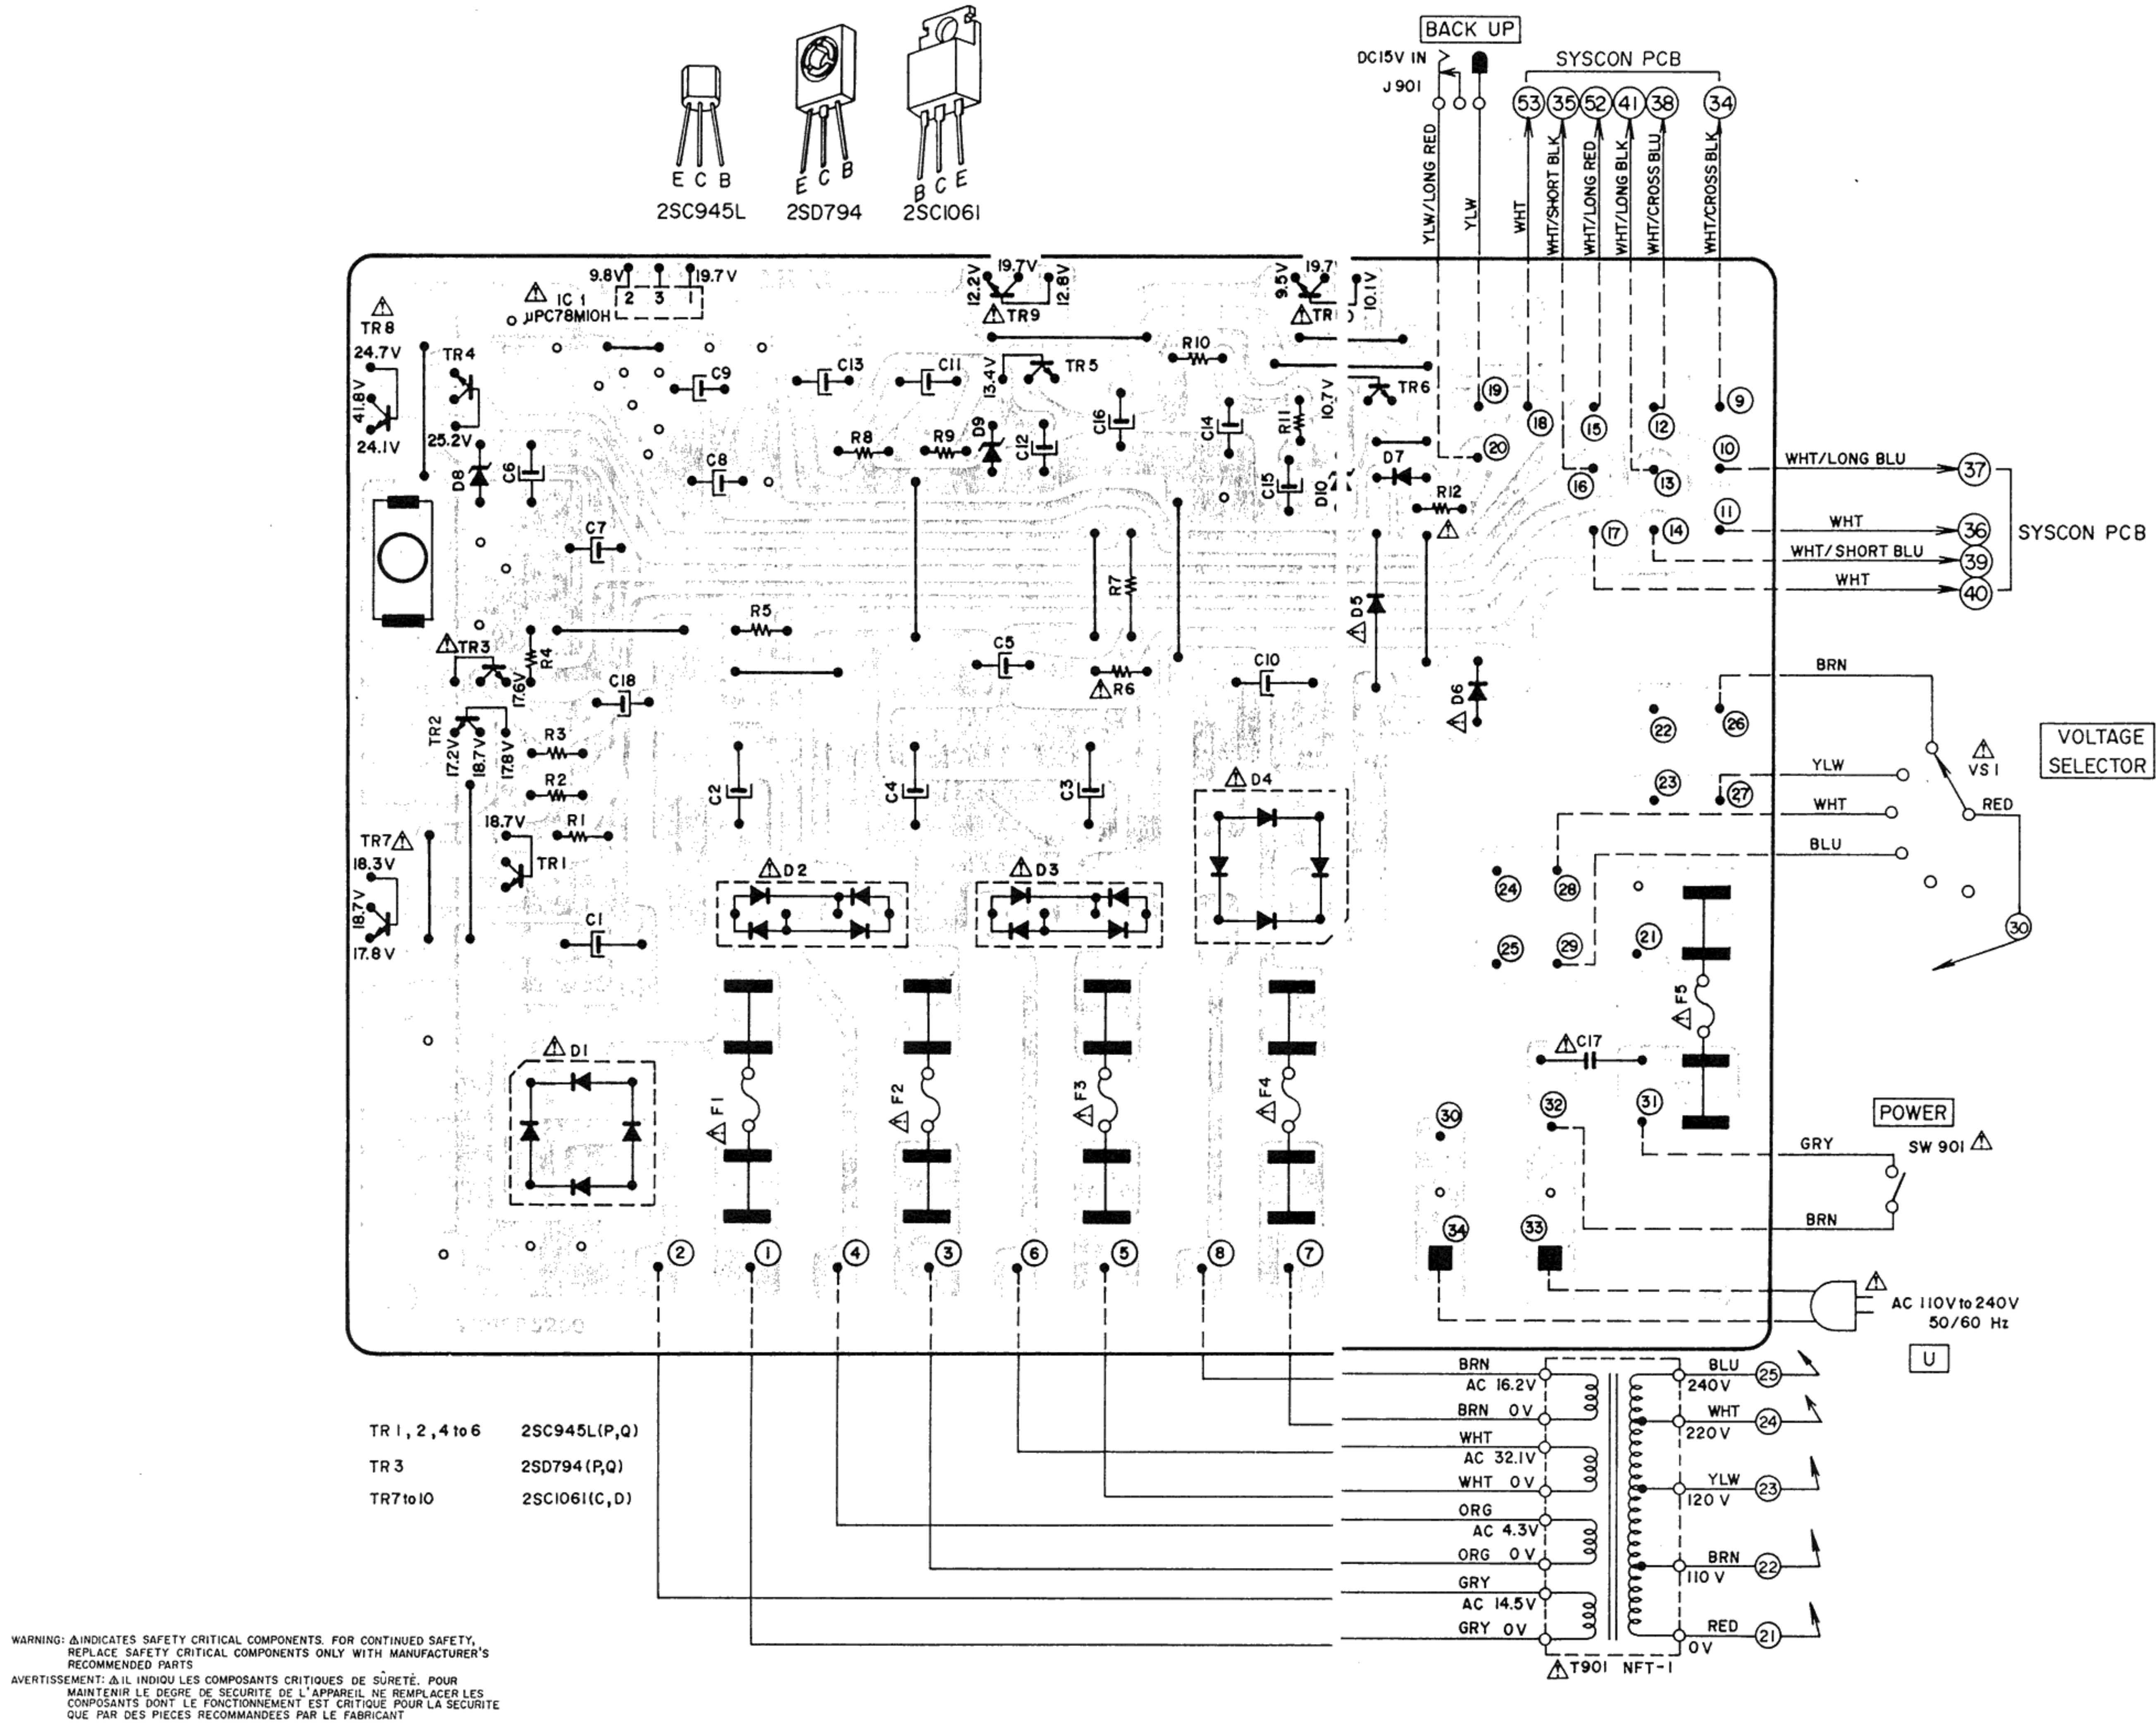 BACK UP
DC15V IN
J901
SYSCON PCB
53 35 52 41 38 34
YLW/LONG RED
YLW
WHT
WHT/SHORT BLK
WHT/LONG RED
WHT/LONG BLK
WHT/CROSS BLU
WHT/CROSS BLK
E C B
2SC945L
E C B
2SD794
B C E
2SC1061
9.8V
19.7V
2 3 1
IC 1
µPC78M10H
12.2V
19.7V
12.8V
TR9
9.5V
19.7
10.1V
TR
TR8
24.7V
41.8V
24.1V
TR4
25.2V
C9
C13
C11
13.4V
TR5
R10
10.7V
TR6
19
18
15
12
9
D8
C6
C8
R8
R9
D9
C12
C16
C14
R11
C15
D10
D7
R12
20
16
13
10
WHT/LONG BLU
37
C7
R7
17
14
11
WHT
36
WHT/SHORT BLU
39
WHT
40
SYSCON PCB
R5
D5
TR3
R4
17.6V
C18
C5
R6
C10
D6
BRN
22
26
TR2
17.2V
18.7V
17.8V
R3
R2
C2
C4
C3
D4
23
27
YLW
WHT
BLU
VS1
RED
VOLTAGE
SELECTOR
TR7
18.3V
18.7V
17.8V
18.7V
R1
TR1
D2
D3
24
28
25
29
21
30
C1
F5
D1
F1
F2
F3
F4
C17
30
32
31
POWER
SW 901
GRY
BRN
34
33
2 1 4 3 6 5 8 7
AC 110V to 240V
50/60 Hz
U
BRN
AC 16.2V
BRN 0V
WHT
AC 32.1V
WHT 0V
ORG
AC 4.3V
ORG 0V
GRY
AC 14.5V
GRY 0V
BLU
240V
25
WHT
220V
24
YLW
120V
23
BRN
110V
22
RED
0V
21
T901 NFT-1
TR 1, 2, 4 to 6 2SC945L(P,Q)
TR 3 2SD794(P,Q)
TR7 to 10 2SC1061(C,D)
WARNING: ⚠INDICATES SAFETY CRITICAL COMPONENTS. FOR CONTINUED SAFETY,
REPLACE SAFETY CRITICAL COMPONENTS ONLY WITH MANUFACTURER'S
RECOMMENDED PARTS
AVERTISSEMENT: ⚠IL INDIQU LES COMPOSANTS CRITIQUES DE SÛRETÉ. POUR
MAINTENIR LE DEGRE DE SECURITE DE L'APPAREIL NE REMPLACER LES
CONPOSANTS DONT LE FONCTIONNEMENT EST CRITIQUE POUR LA SECURITE
QUE PAR DES PIECES RECOMMANDEES PAR LE FABRICANT